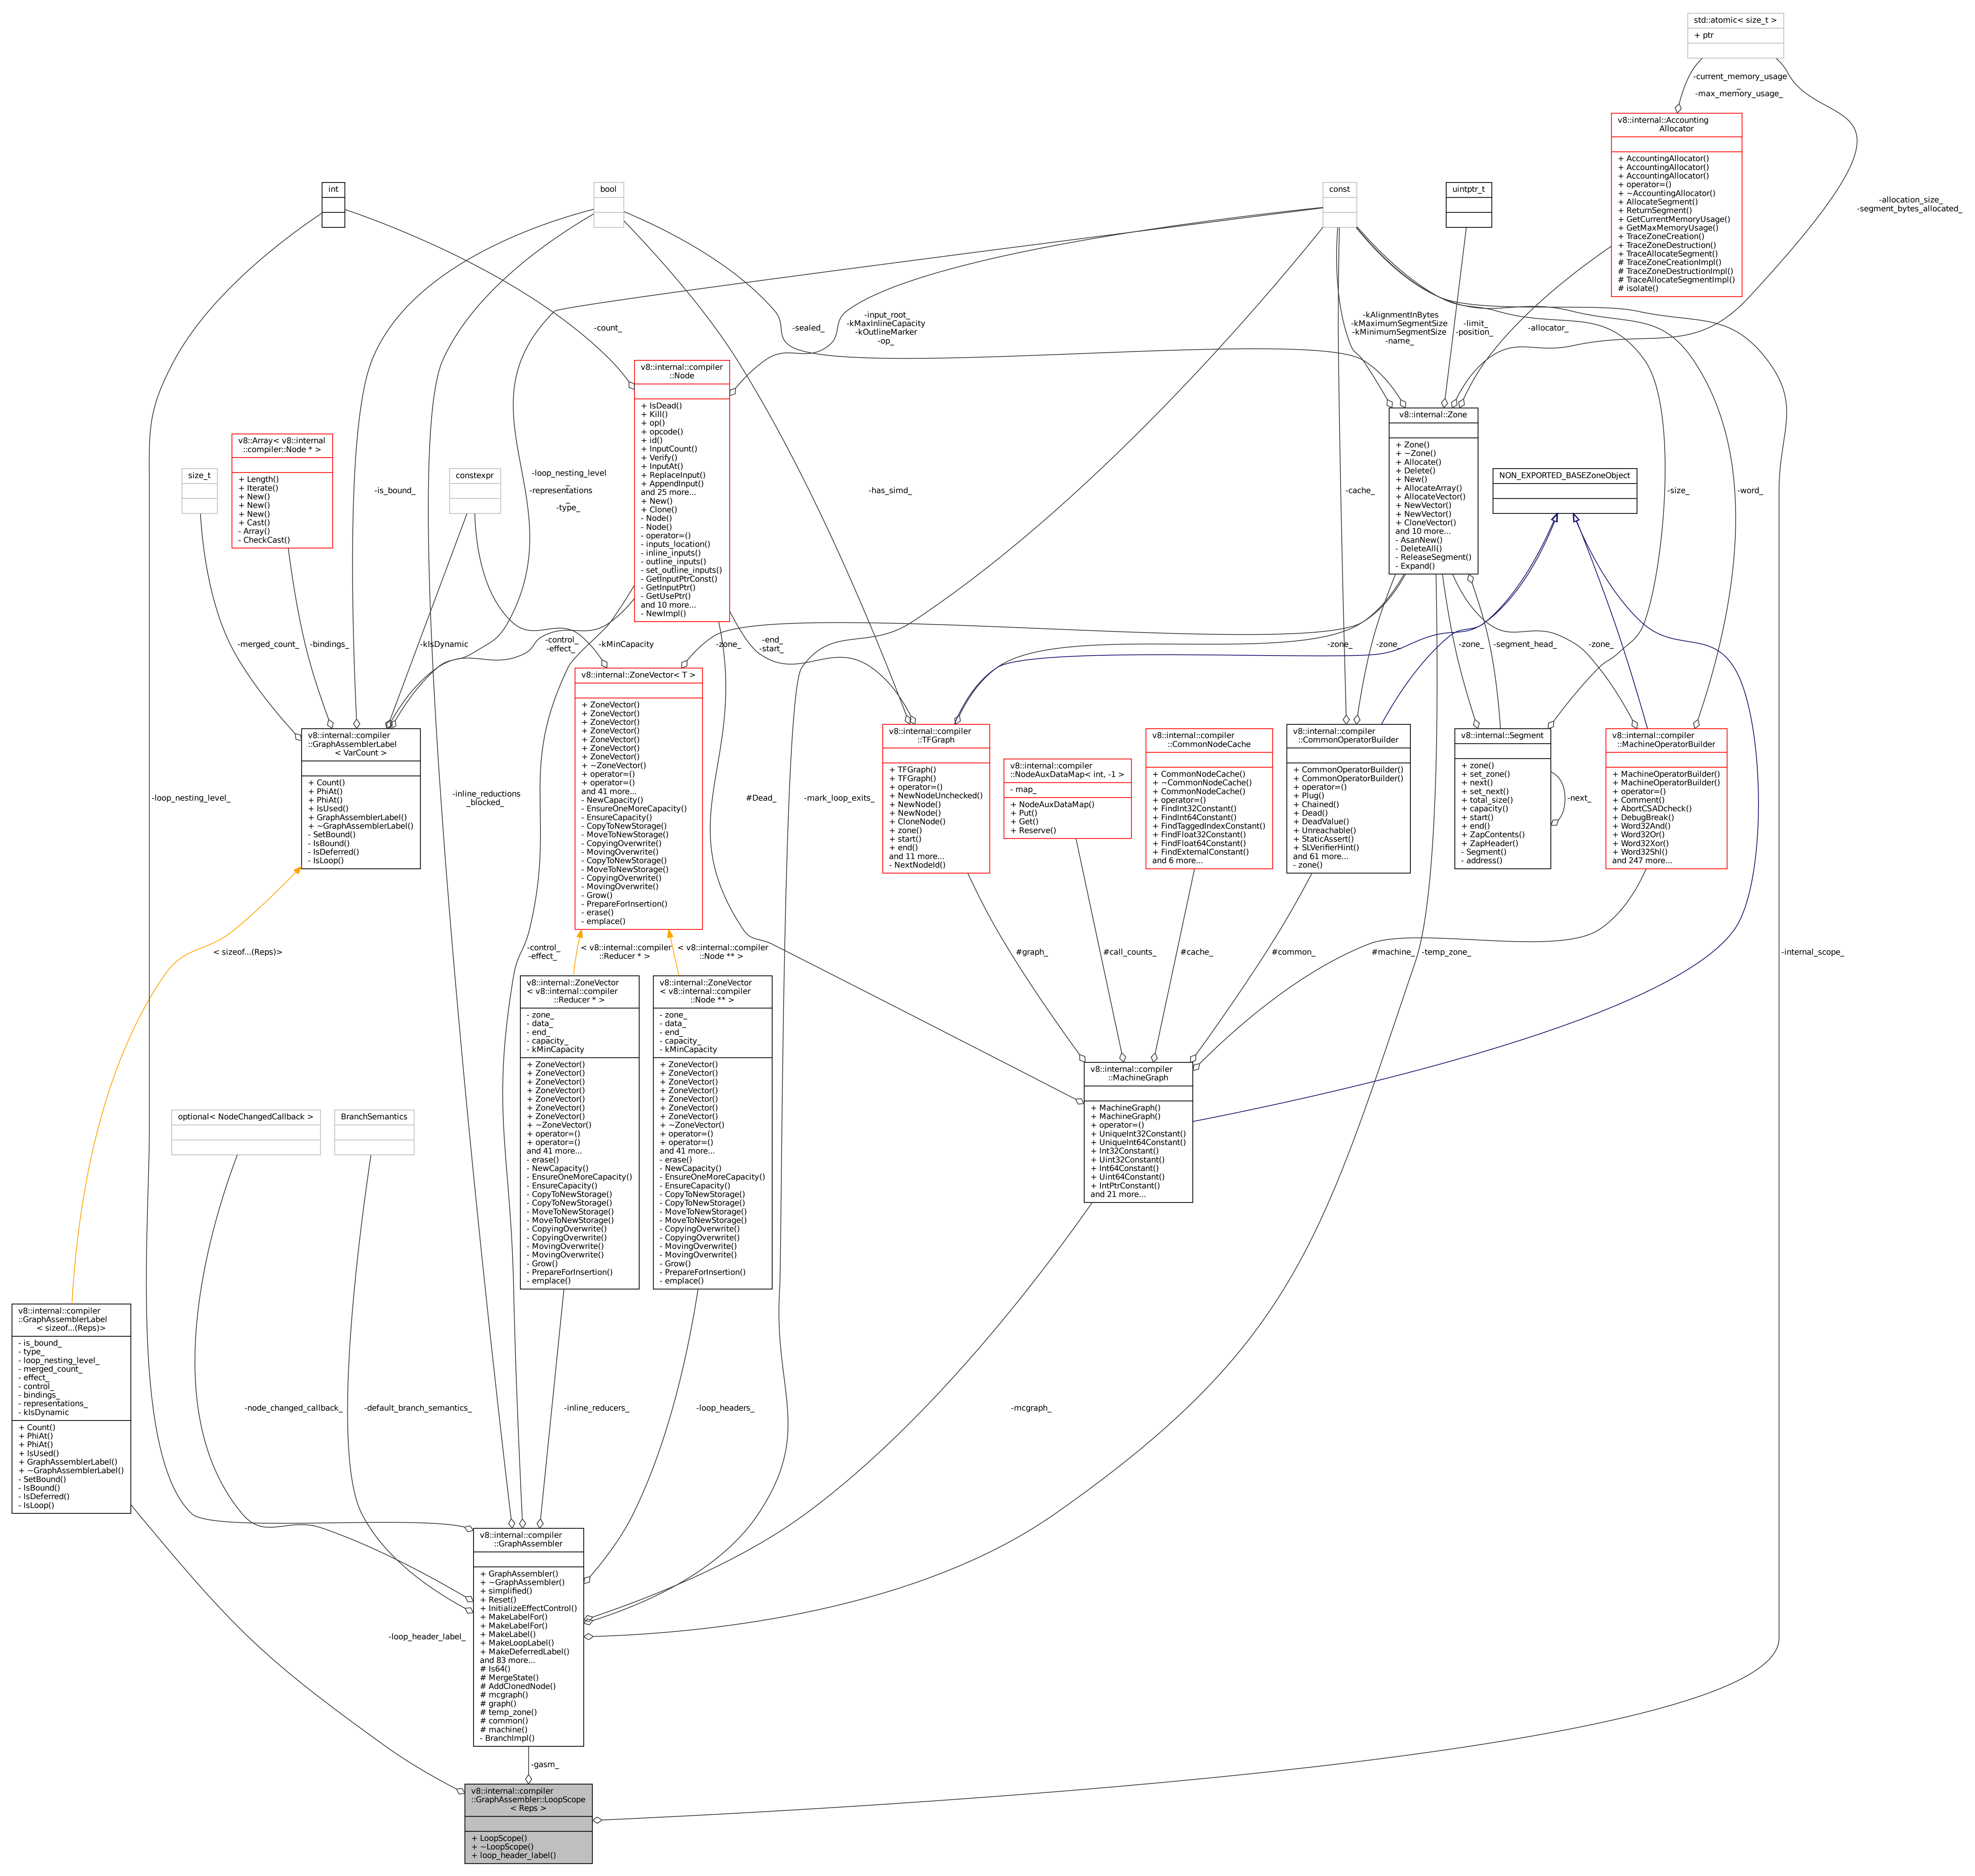 std::atomic< size_t >
+ ptr
-current_memory_usage
_
-max_memory_usage_
v8::internal::Accounting
Allocator
+ AccountingAllocator()
+ AccountingAllocator()
+ AccountingAllocator()
+ operator=()
+ ~AccountingAllocator()
+ AllocateSegment()
+ ReturnSegment()
+ GetCurrentMemoryUsage()
+ GetMaxMemoryUsage()
+ TraceZoneCreation()
+ TraceZoneDestruction()
+ TraceAllocateSegment()
# TraceZoneCreationImpl()
# TraceZoneDestructionImpl()
# TraceAllocateSegmentImpl()
# isolate()
-allocation_size_
-segment_bytes_allocated_
int
bool
const
uintptr_t
-count_
-sealed_
-input_root_
-kMaxInlineCapacity
-kOutlineMarker
-op_
-kAlignmentInBytes
-kMaximumSegmentSize
-kMinimumSegmentSize
-name_
-limit_
-position_
-allocator_
v8::internal::compiler
::Node
+ IsDead()
+ Kill()
+ op()
+ opcode()
+ id()
+ InputCount()
+ Verify()
+ InputAt()
+ ReplaceInput()
+ AppendInput()
and 25 more...
+ New()
+ Clone()
- Node()
- Node()
- operator=()
- inputs_location()
- inline_inputs()
- outline_inputs()
- set_outline_inputs()
- GetInputPtrConst()
- GetInputPtr()
- GetUsePtr()
and 10 more...
- NewImpl()
v8::internal::Zone
+ Zone()
+ ~Zone()
+ Allocate()
+ Delete()
+ New()
+ AllocateArray()
+ AllocateVector()
+ NewVector()
+ NewVector()
+ CloneVector()
and 10 more...
- AsanNew()
- DeleteAll()
- ReleaseSegment()
- Expand()
v8::Array< v8::internal
::compiler::Node * >
+ Length()
+ Iterate()
+ New()
+ New()
+ New()
+ Cast()
- Array()
- CheckCast()
size_t
constexpr
NON_EXPORTED_BASEZoneObject
-is_bound_
-loop_nesting_level
_
-representations
_
-type_
-has_simd_
-cache_
-size_
-word_
-merged_count_
-bindings_
-kIsDynamic
-control_
-effect_
-kMinCapacity
-zone_
-end_
-start_
-zone_
-zone_
-zone_
-segment_head_
-zone_
v8::internal::compiler
::GraphAssemblerLabel
< VarCount >
+ Count()
+ PhiAt()
+ PhiAt()
+ IsUsed()
+ GraphAssemblerLabel()
+ ~GraphAssemblerLabel()
- SetBound()
- IsBound()
- IsDeferred()
- IsLoop()
v8::internal::ZoneVector< T >
+ ZoneVector()
+ ZoneVector()
+ ZoneVector()
+ ZoneVector()
+ ZoneVector()
+ ZoneVector()
+ ZoneVector()
+ ~ZoneVector()
+ operator=()
+ operator=()
and 41 more...
- NewCapacity()
- EnsureOneMoreCapacity()
- EnsureCapacity()
- CopyToNewStorage()
- MoveToNewStorage()
- CopyingOverwrite()
- MovingOverwrite()
- CopyToNewStorage()
- MoveToNewStorage()
- CopyingOverwrite()
- MovingOverwrite()
- Grow()
- PrepareForInsertion()
- erase()
- emplace()
v8::internal::compiler
::TFGraph
+ TFGraph()
+ TFGraph()
+ operator=()
+ NewNodeUnchecked()
+ NewNode()
+ NewNode()
+ CloneNode()
+ zone()
+ start()
+ end()
and 11 more...
- NextNodeId()
v8::internal::compiler
::NodeAuxDataMap< int, -1 >
- map_
+ NodeAuxDataMap()
+ Put()
+ Get()
+ Reserve()
v8::internal::compiler
::CommonNodeCache
+ CommonNodeCache()
+ ~CommonNodeCache()
+ CommonNodeCache()
+ operator=()
+ FindInt32Constant()
+ FindInt64Constant()
+ FindTaggedIndexConstant()
+ FindFloat32Constant()
+ FindFloat64Constant()
+ FindExternalConstant()
and 6 more...
v8::internal::compiler
::CommonOperatorBuilder
+ CommonOperatorBuilder()
+ CommonOperatorBuilder()
+ operator=()
+ Plug()
+ Chained()
+ Dead()
+ DeadValue()
+ Unreachable()
+ StaticAssert()
+ SLVerifierHint()
and 61 more...
- zone()
v8::internal::Segment
+ zone()
+ set_zone()
+ next()
+ set_next()
+ total_size()
+ capacity()
+ start()
+ end()
+ ZapContents()
+ ZapHeader()
- Segment()
- address()
-next_
v8::internal::compiler
::MachineOperatorBuilder
+ MachineOperatorBuilder()
+ MachineOperatorBuilder()
+ operator=()
+ Comment()
+ AbortCSADcheck()
+ DebugBreak()
+ Word32And()
+ Word32Or()
+ Word32Xor()
+ Word32Shl()
and 247 more...
-loop_nesting_level_
-inline_reductions
_blocked_
#Dead_
-mark_loop_exits_
< sizeof...(Reps)>
-control_
-effect_
< v8::internal::compiler
::Reducer * >
< v8::internal::compiler
::Node ** >
#graph_
#call_counts_
#cache_
#common_
#machine_
-temp_zone_
-internal_scope_
v8::internal::ZoneVector
< v8::internal::compiler
::Reducer * >
- zone_
- data_
- end_
- capacity_
- kMinCapacity
+ ZoneVector()
+ ZoneVector()
+ ZoneVector()
+ ZoneVector()
+ ZoneVector()
+ ZoneVector()
+ ZoneVector()
+ ~ZoneVector()
+ operator=()
+ operator=()
and 41 more...
- erase()
- NewCapacity()
- EnsureOneMoreCapacity()
- EnsureCapacity()
- CopyToNewStorage()
- CopyToNewStorage()
- MoveToNewStorage()
- MoveToNewStorage()
- CopyingOverwrite()
- CopyingOverwrite()
- MovingOverwrite()
- MovingOverwrite()
- Grow()
- PrepareForInsertion()
- emplace()
v8::internal::ZoneVector
< v8::internal::compiler
::Node ** >
- zone_
- data_
- end_
- capacity_
- kMinCapacity
+ ZoneVector()
+ ZoneVector()
+ ZoneVector()
+ ZoneVector()
+ ZoneVector()
+ ZoneVector()
+ ZoneVector()
+ ~ZoneVector()
+ operator=()
+ operator=()
and 41 more...
- erase()
- NewCapacity()
- EnsureOneMoreCapacity()
- EnsureCapacity()
- CopyToNewStorage()
- CopyToNewStorage()
- MoveToNewStorage()
- MoveToNewStorage()
- CopyingOverwrite()
- CopyingOverwrite()
- MovingOverwrite()
- MovingOverwrite()
- Grow()
- PrepareForInsertion()
- emplace()
v8::internal::compiler
::MachineGraph
+ MachineGraph()
+ MachineGraph()
+ operator=()
+ UniqueInt32Constant()
+ UniqueInt64Constant()
+ Int32Constant()
+ Uint32Constant()
+ Int64Constant()
+ Uint64Constant()
+ IntPtrConstant()
and 21 more...
optional< NodeChangedCallback >
BranchSemantics
v8::internal::compiler
::GraphAssemblerLabel
< sizeof...(Reps)>
- is_bound_
- type_
- loop_nesting_level_
- merged_count_
- effect_
- control_
- bindings_
- representations_
- kIsDynamic
+ Count()
+ PhiAt()
+ PhiAt()
+ IsUsed()
+ GraphAssemblerLabel()
+ ~GraphAssemblerLabel()
- SetBound()
- IsBound()
- IsDeferred()
- IsLoop()
-node_changed_callback_
-default_branch_semantics_
-inline_reducers_
-loop_headers_
-mcgraph_
v8::internal::compiler
::GraphAssembler
+ GraphAssembler()
+ ~GraphAssembler()
+ simplified()
+ Reset()
+ InitializeEffectControl()
+ MakeLabelFor()
+ MakeLabelFor()
+ MakeLabel()
+ MakeLoopLabel()
+ MakeDeferredLabel()
and 83 more...
# Is64()
# MergeState()
# AddClonedNode()
# mcgraph()
# graph()
# temp_zone()
# common()
# machine()
- BranchImpl()
-loop_header_label_
-gasm_
v8::internal::compiler
::GraphAssembler::LoopScope
< Reps >
+ LoopScope()
+ ~LoopScope()
+ loop_header_label()